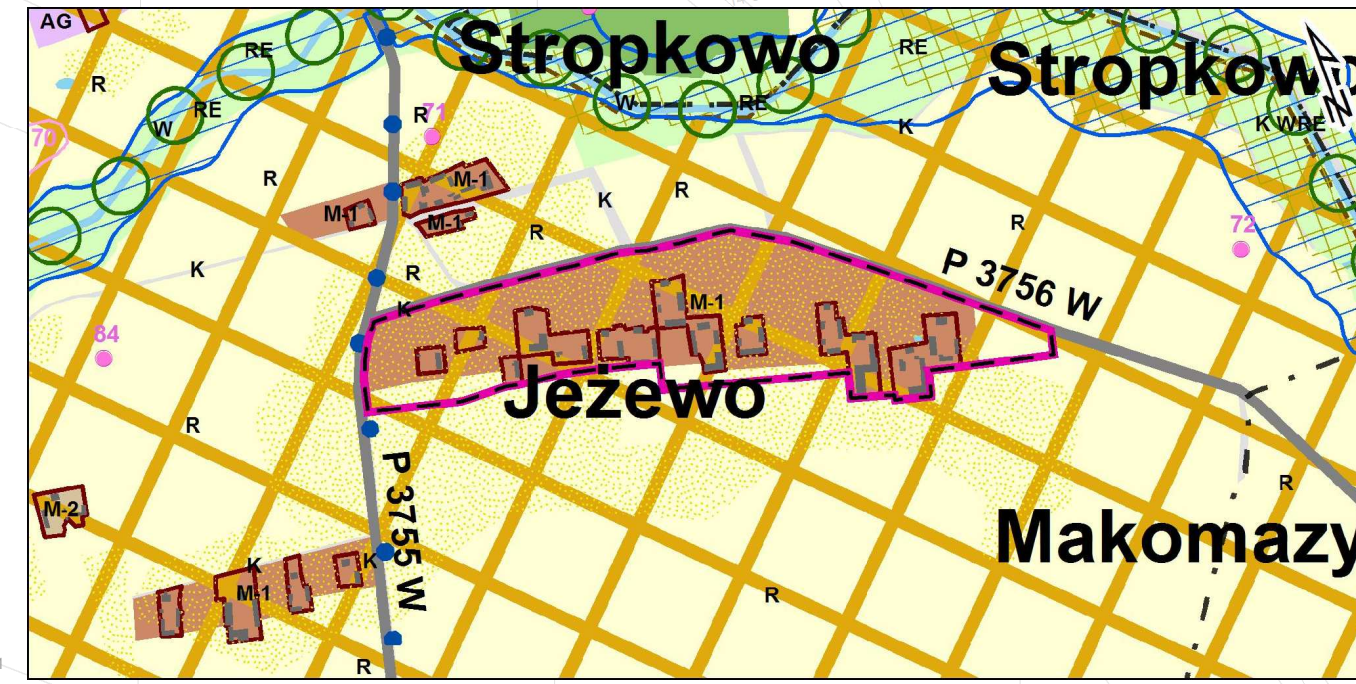 AG
Stropkowo
RE
RE
Stropkowo
R
RE
W
RE
R
71
W
K
K WRE
70
R
M-1
R
K
M-1
M-1
72
R
R
K
R
P 3756 W
M-1
K
84
Jeżewo
R
P 3755 W
R
M-2
Makomazy
K
K
M-1
R
R